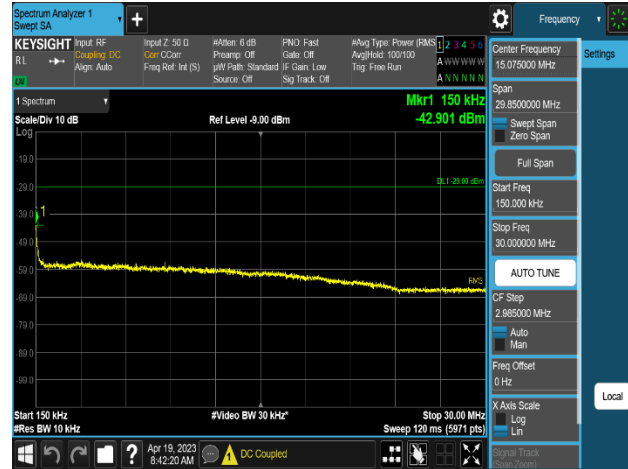 Spectrum Analyzer 1
Swept SA
+
Frequency
KEYSIGHT
R L
LW
Input: RF
Coupling: DC
Align: Auto
Input Z: 50 Ω
Corr CCorr
Freq Ref: Int (S)
#Atten: 6 dB
Preamp: Off
µW Path: Standard
Source: Off
PNO: Fast
Gate: Off
IF Gain: Low
Sig Track: Off
#Avg Type: Power (RMS
Avg|Hold: 100/100
Trig: Free Run
1 2 3 4 5 6
A W W W W W
A N N N N N
1 Spectrum
Scale/Div 10 dB
Ref Level -9.00 dBm
Mkr1 150 kHz
-42.901 dBm
Log
-19.0
-29.0
-39.0
-49.0
-59.0
-69.0
-79.0
-89.0
-99.0
DL1 -29.00 dBm
1
RMS
Start 150 kHz
#Res BW 10 kHz
#Video BW 30 kHz*
Stop 30.00 MHz
Sweep 120 ms (5971 pts)
Center Frequency
15.075000 MHz
Span
29.8500000 MHz
Swept Span
Zero Span
Full Span
Start Freq
150.000 kHz
Stop Freq
30.000000 MHz
AUTO TUNE
CF Step
2.985000 MHz
Auto
Man
Freq Offset
0 Hz
X Axis Scale
Log
Lin
Signal Track
(Span Zoom)
Settings
Local
?
Apr 19, 2023
8:42:20 AM
DC Coupled